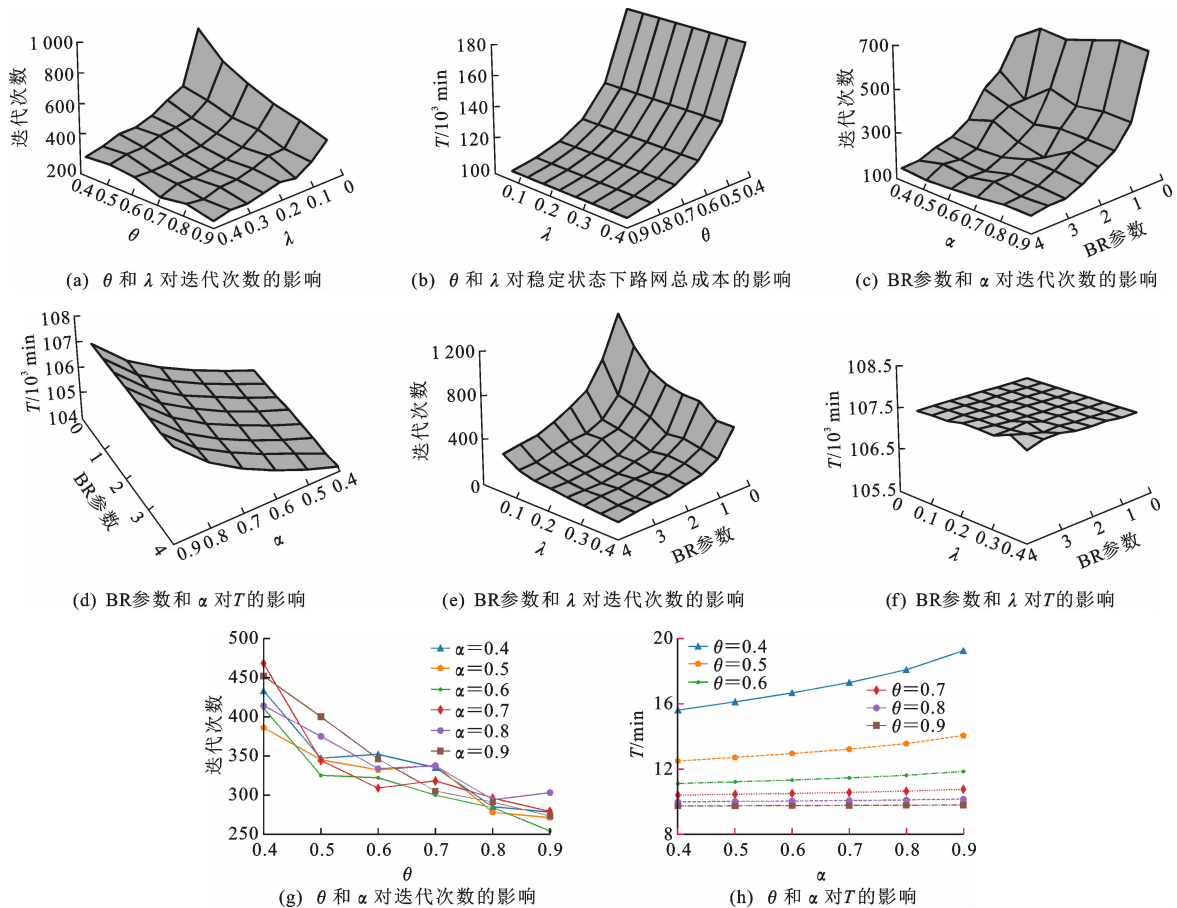 1 000
800
600
400
200
迭代次数
0.4
0.5
0.6
0.7
0.8
0.9
θ
0.4
0.3
0.2
0.1
0
λ
(a) θ 和 λ 对迭代次数的影响
180
160
140
120
100
T/10³ min
0.1
0.2
0.3
0.4
λ
0.9
0.8
0.7
0.6
0.5
0.4
θ
(b) θ 和 λ 对稳定状态下路网总成本的影响
700
500
300
100
迭代次数
0.4
0.5
0.6
0.7
0.8
0.9
α
4
3
2
1
0
BR参数
(c) BR参数和 α 对迭代次数的影响
108
107
106
105
104
T/10³ min
0
1
2
3
4
BR参数
0.9
0.8
0.7
0.6
0.5
0.4
α
(d) BR参数和 α 对T的影响
1 200
800
400
0
迭代次数
0.1
0.2
0.3
0.4
λ
4
3
2
1
0
BR参数
(e) BR参数和 λ 对迭代次数的影响
108.5
107.5
106.5
105.5
T/10³ min
0
0.1
0.2
0.3
0.4
λ
4
3
2
1
0
BR参数
(f) BR参数和 λ 对T的影响
500
450
400
350
300
250
迭代次数
α=0.4
α=0.5
α=0.6
α=0.7
α=0.8
α=0.9
0.4 0.5 0.6 0.7 0.8 0.9
θ
(g) θ 和 α 对迭代次数的影响
20
16
12
8
T/min
θ=0.4
θ=0.5
θ=0.6
θ=0.7
θ=0.8
θ=0.9
0.4 0.5 0.6 0.7 0.8 0.9
α
(h) θ 和 α 对T的影响